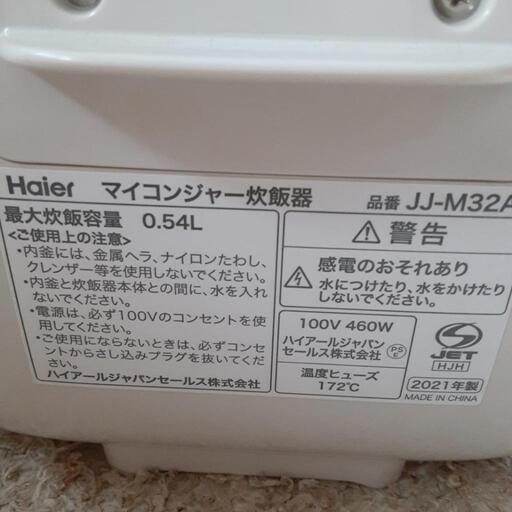 Haier マイコンジャー炊飯器 品番 JJ-M32A
最大炊飯容量 0.54L
<ご使用上の注意>
・内釜には、金属ヘラ、ナイロンたわし、
クレンザー等を使用しないでください。
・内釜と炊飯器本体との間に、水を入れ
ないでください。
・電源は、必ず100Vのコンセントを使
用してください。
・ご使用にならないときは、必ずコンセ
ントからさし込みプラグを抜いてくだ
さい。
ハイアールジャパンセールス株式会社
警告
感電のおそれあり
水につけたり、水をかけたり
しないでください。
100V 460W
ハイアールジャパン
セールス株式会社
PSE
温度ヒューズ
172℃
JET
HJH
2021年製
MADE IN CHINA